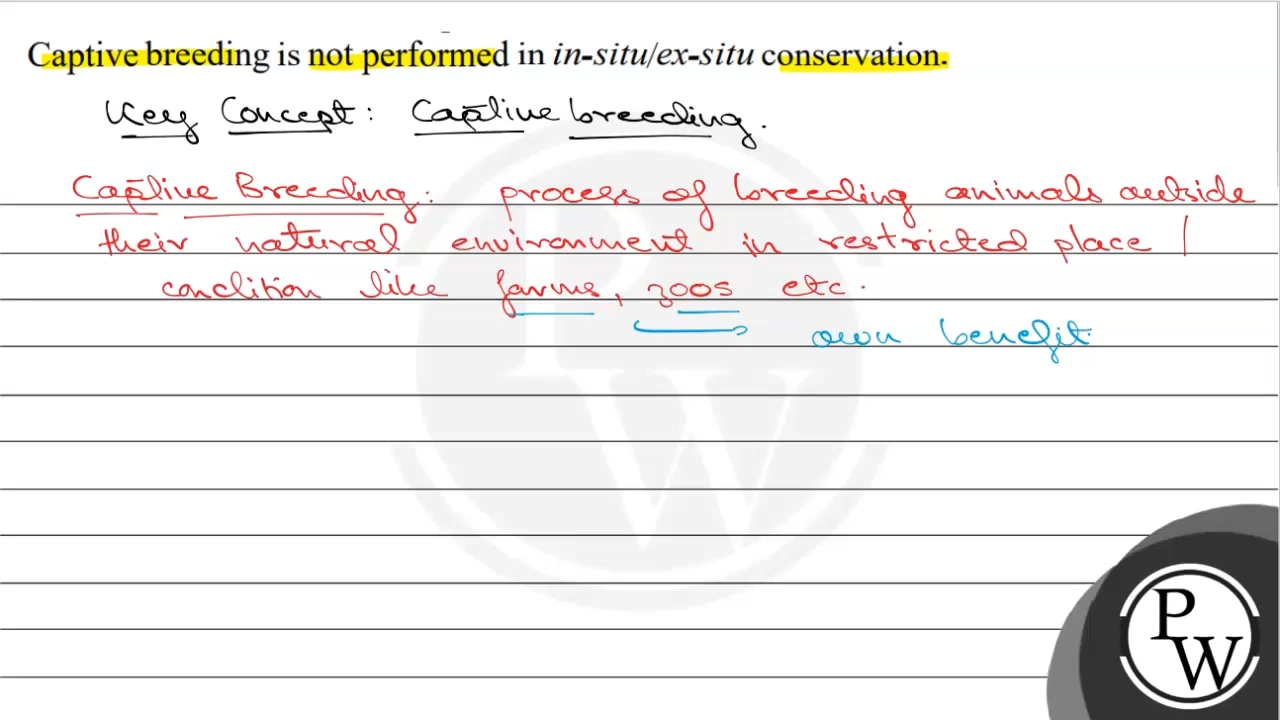 Captive breeding is not performed in in-situ/ex-situ conservation.
Key Concept: Captive breeding.
Captive Breeding: process of breeding animals outside
their natural environment in restricted place |
condition like farms, zoos etc.
own benefit.
PW
PW